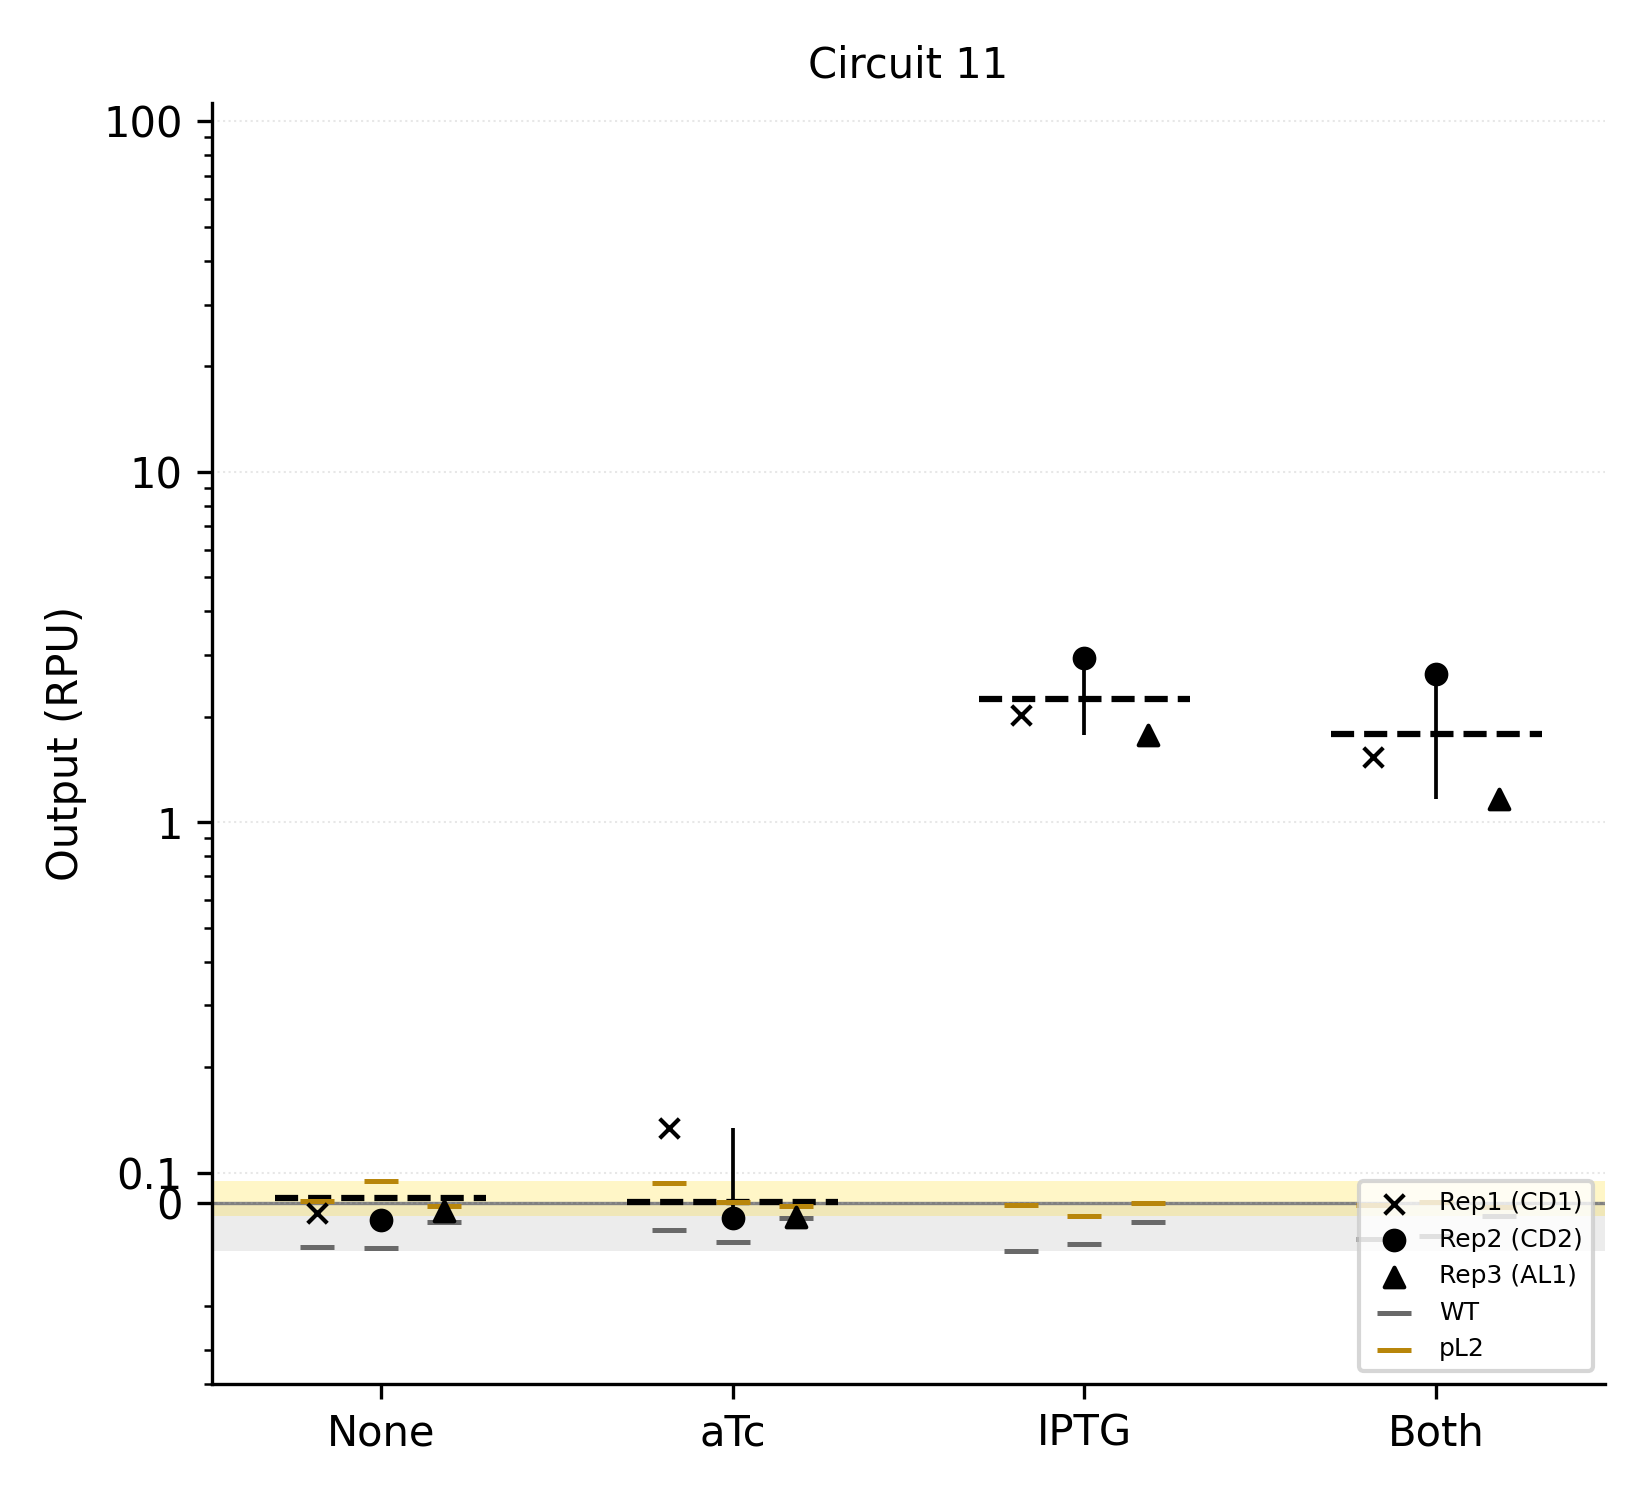 Circuit 11
Output (RPU)
100
10
1
0.1
0
None
aTc
IPTG
Both
Rep1 (CD1)
Rep2 (CD2)
Rep3 (AL1)
WT
pL2